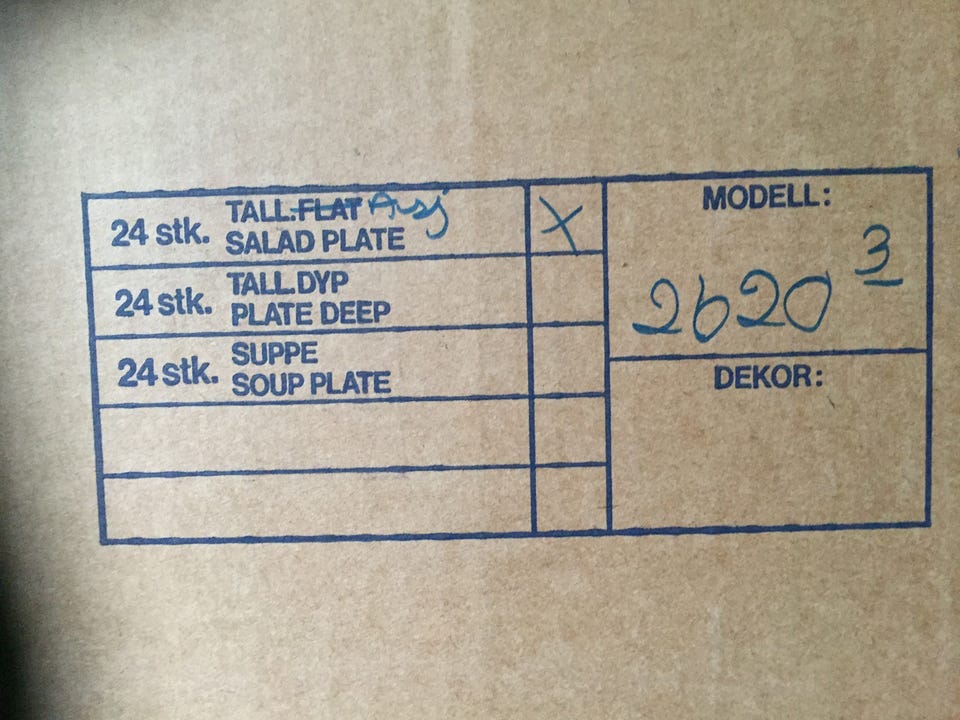 24 stk. TALL.FLAT Asj
SALAD PLATE
X
24 stk. TALL.DYP
PLATE DEEP
24 stk. SUPPE
SOUP PLATE
MODELL:
2620 3
DEKOR: